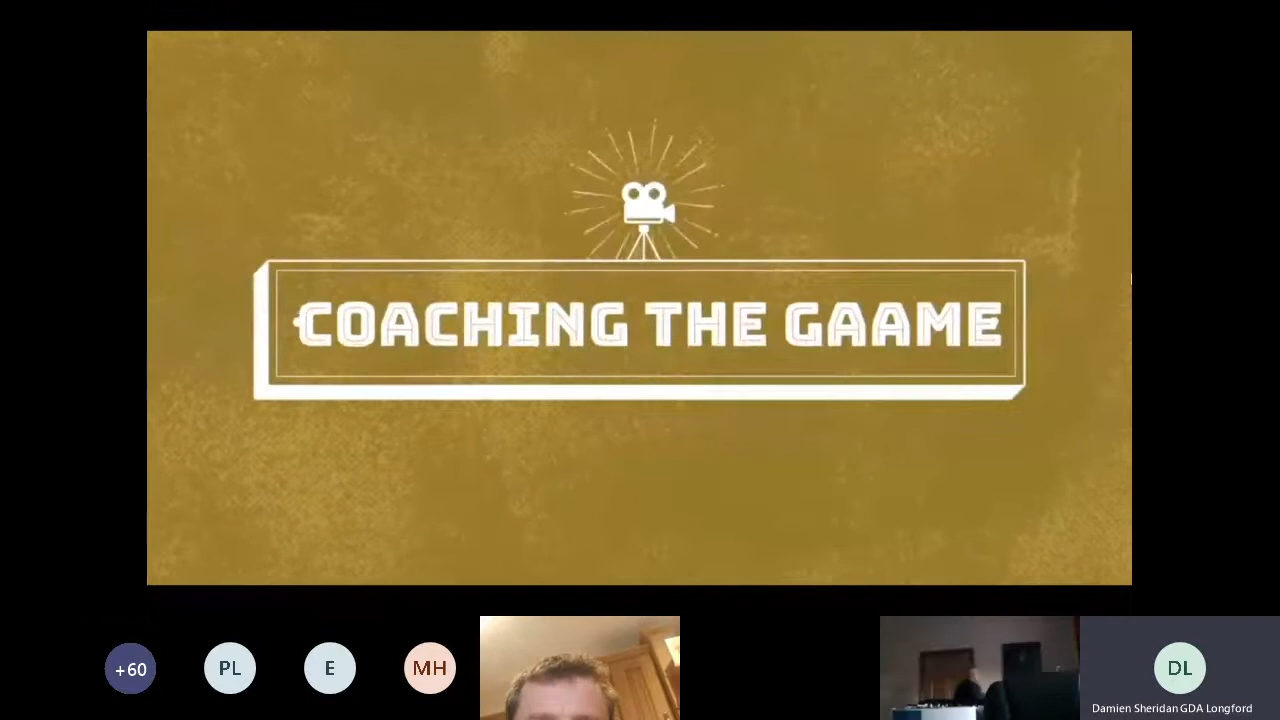 COACHING THE GAAME
+60
PL
E
MH
DL
Damien Sheridan GDA Longford